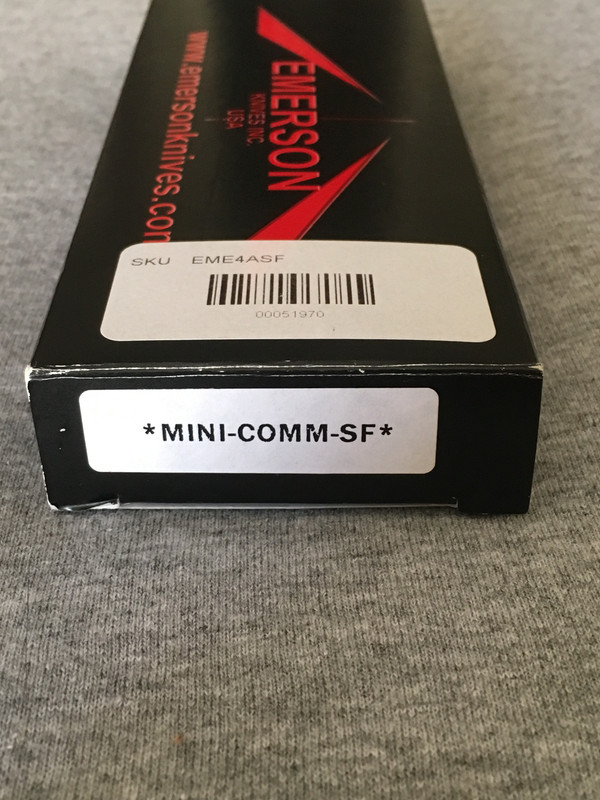 EMERSON
KNIVES INC.
USA
www.emersonknives.com
SKU EME4ASF
00051970
*MINI-COMM-SF*